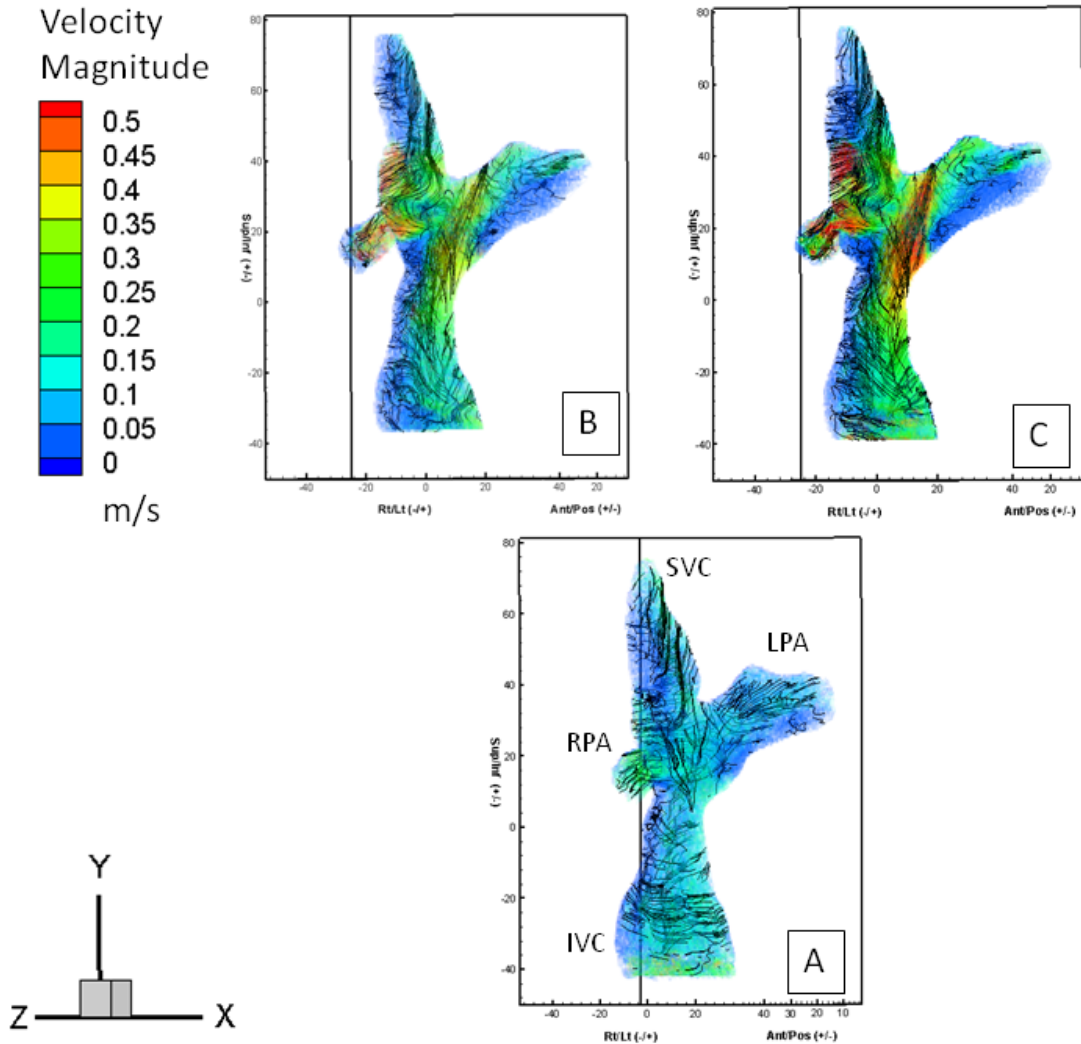 Velocity
Magnitude
0.5
0.45
0.4
0.35
0.3
0.25
0.2
0.15
0.1
0.05
0
m/s
80
60
40
20
0
-20
-40
Sup/Inf (-/+)
-40 -20 0 20 40 20
Rt/Lt (-/+) Ant/Pos (+/-)
B
80
60
40
20
0
-20
-40
Sup/Inf (-/+)
-40 -20 0 20 40 20
Rt/Lt (-/+) Ant/Pos (+/-)
C
80
60
40
20
0
-20
-40
Sup/Inf (-/+)
SVC
LPA
RPA
IVC
A
-40 -20 0 20 40 30 20 10
Rt/Lt (-/+) Ant/Pos (+/-)
Y
Z X